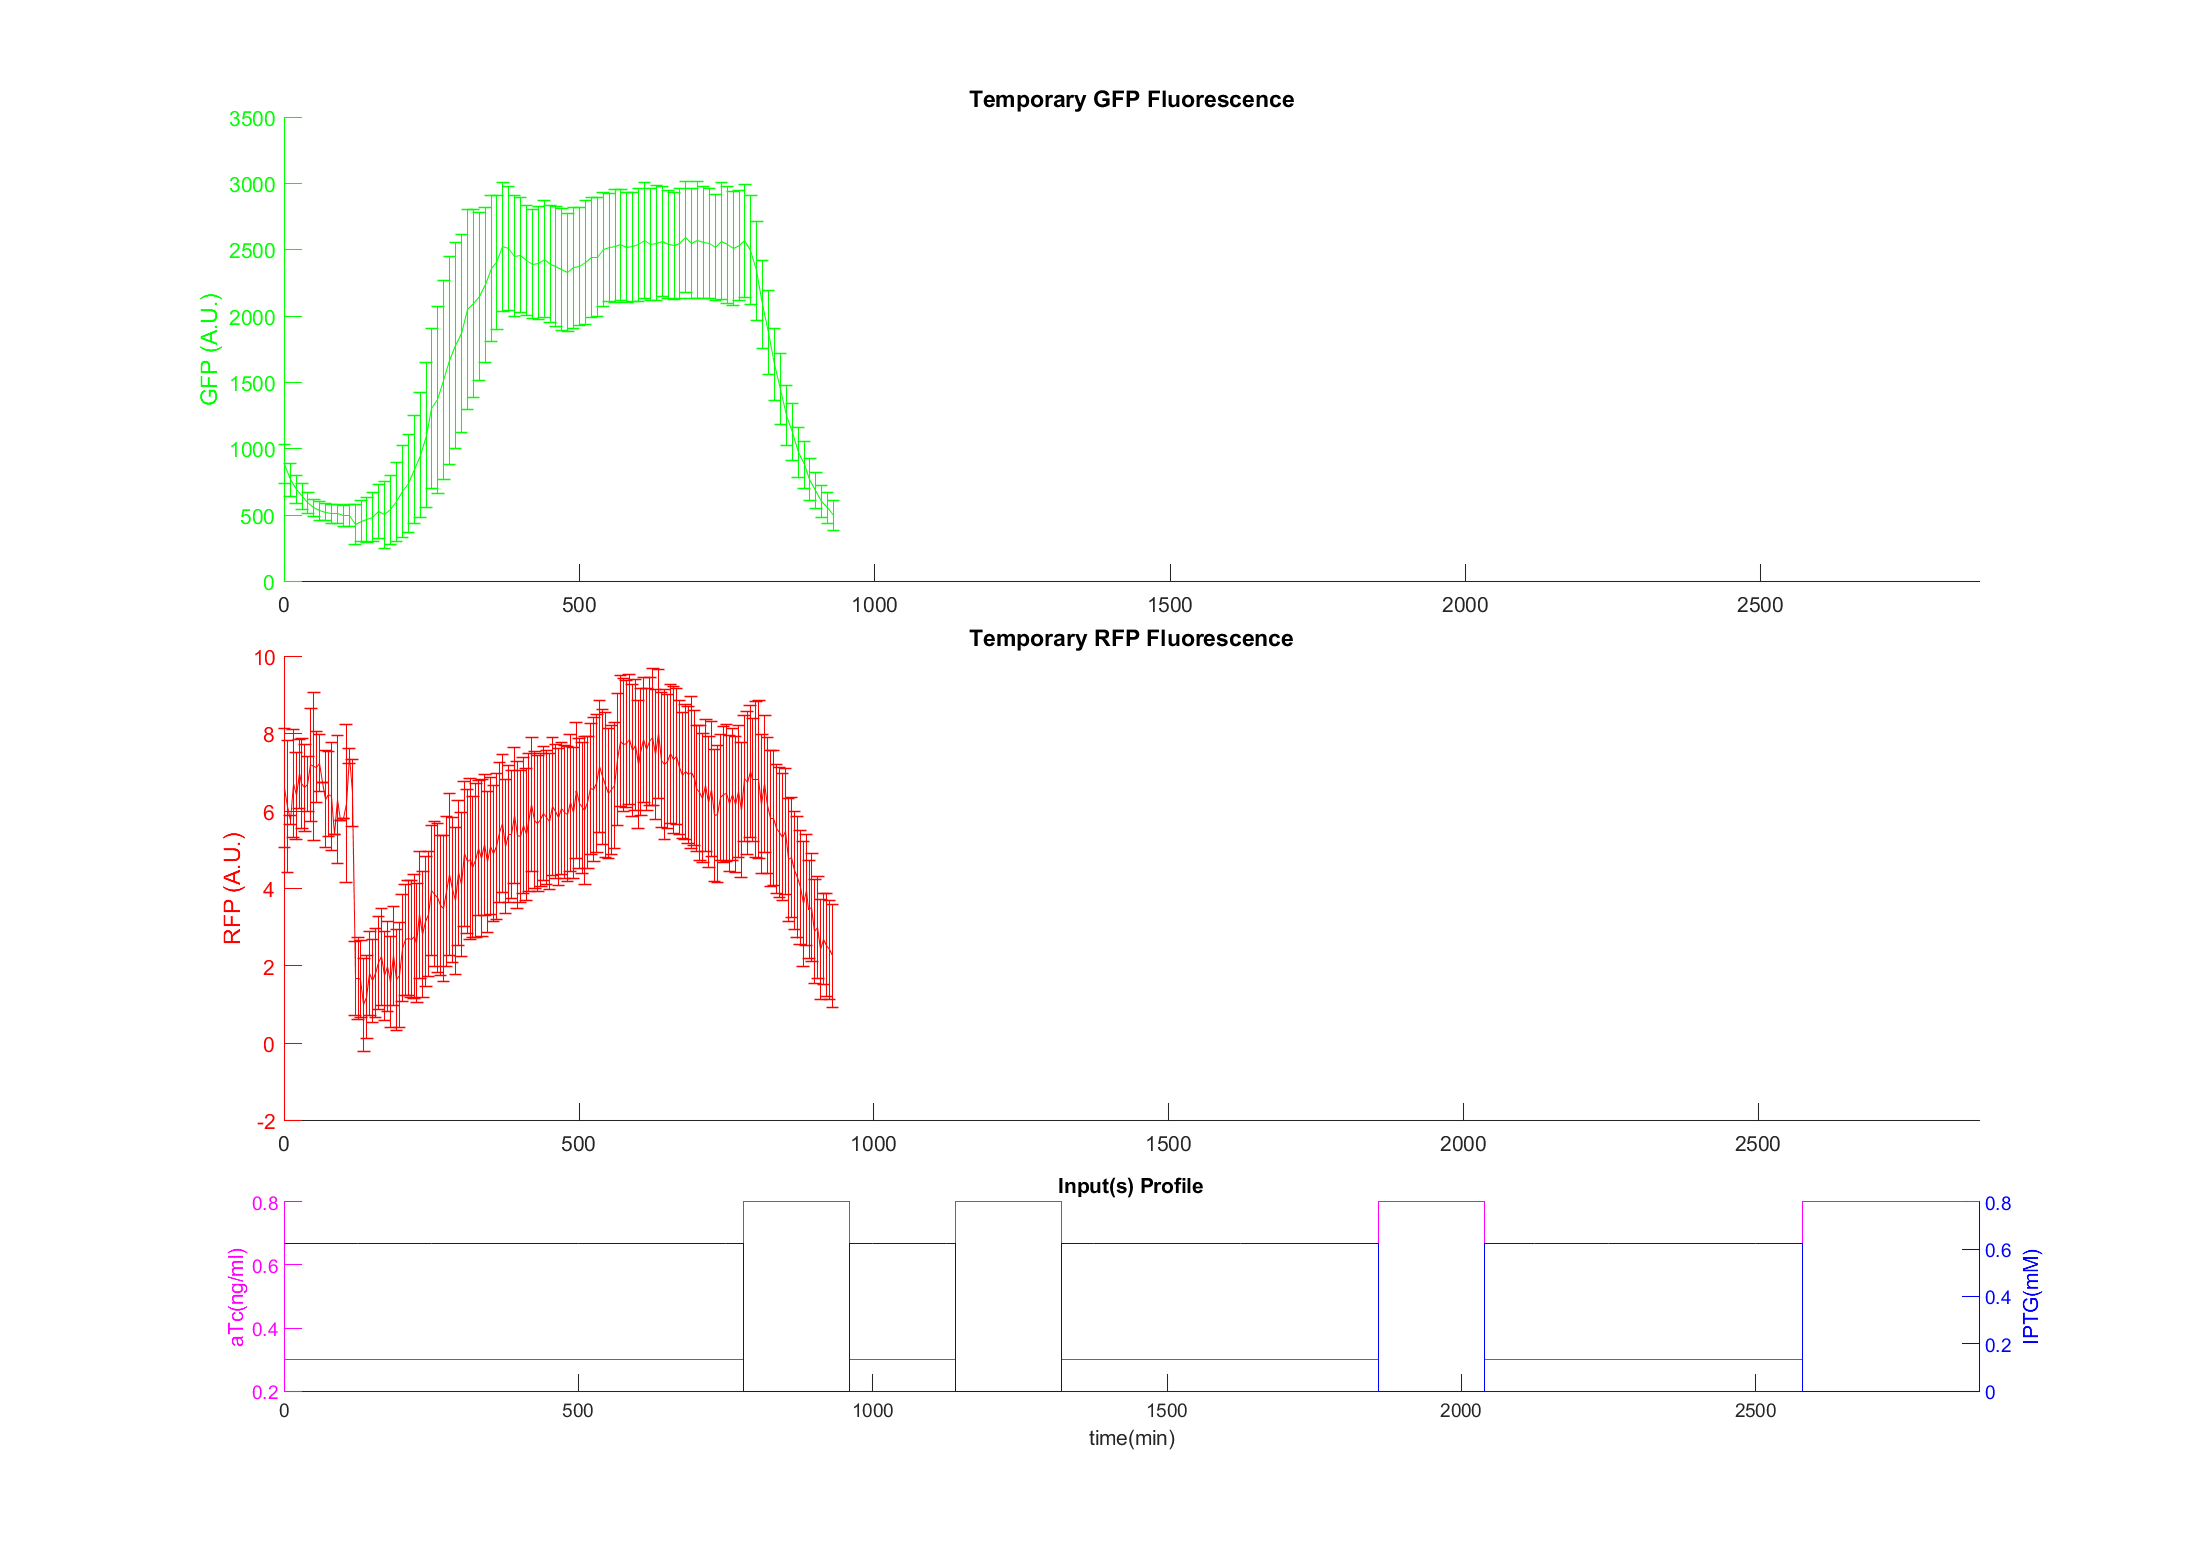 Temporary GFP Fluorescence
3500
3000
2500
2000
1500
1000
500
0
GFP (A.U.)
0 500 1000 1500 2000 2500
Temporary RFP Fluorescence
10
8
6
4
2
0
-2
RFP (A.U.)
0 500 1000 1500 2000 2500
Input(s) Profile
0.8
0.6
0.4
0.2
aTc(ng/ml)
0.8
0.6
0.4
0.2
0
IPTG(mM)
0 500 1000 1500 2000 2500
time(min)